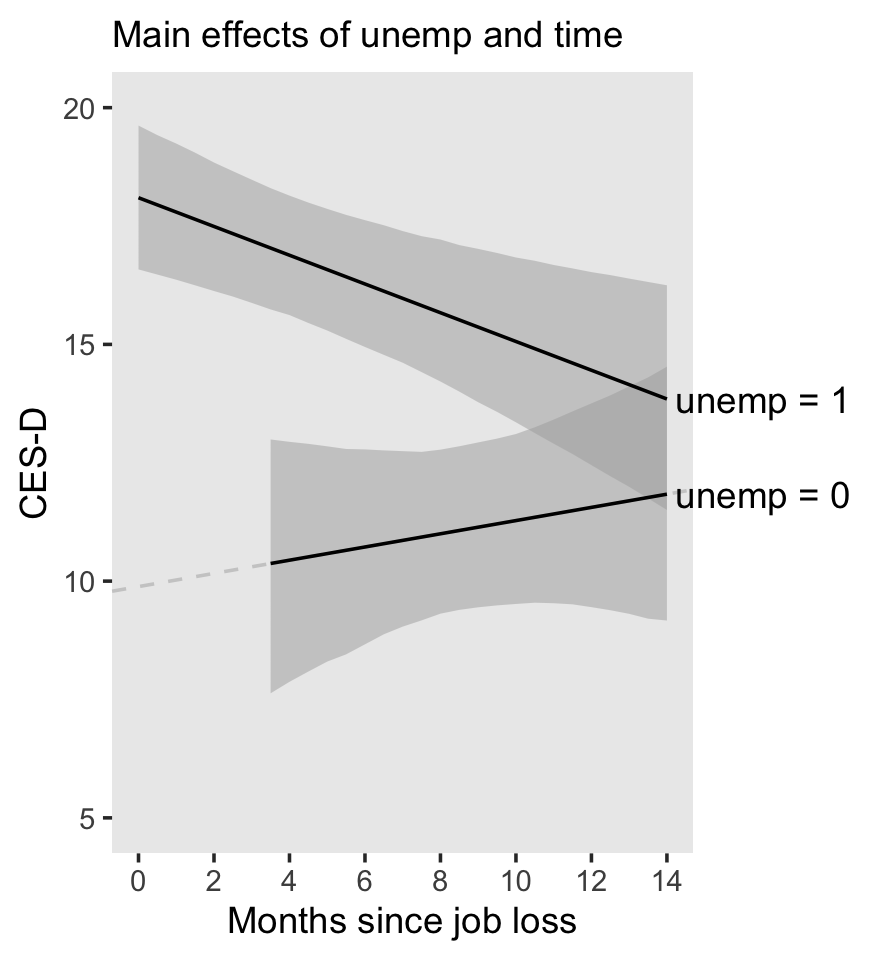 Main effects of unemp and time
20
15
10
5
CES-D
unemp = 1
unemp = 0
0 2 4 6 8 10 12 14
Months since job loss